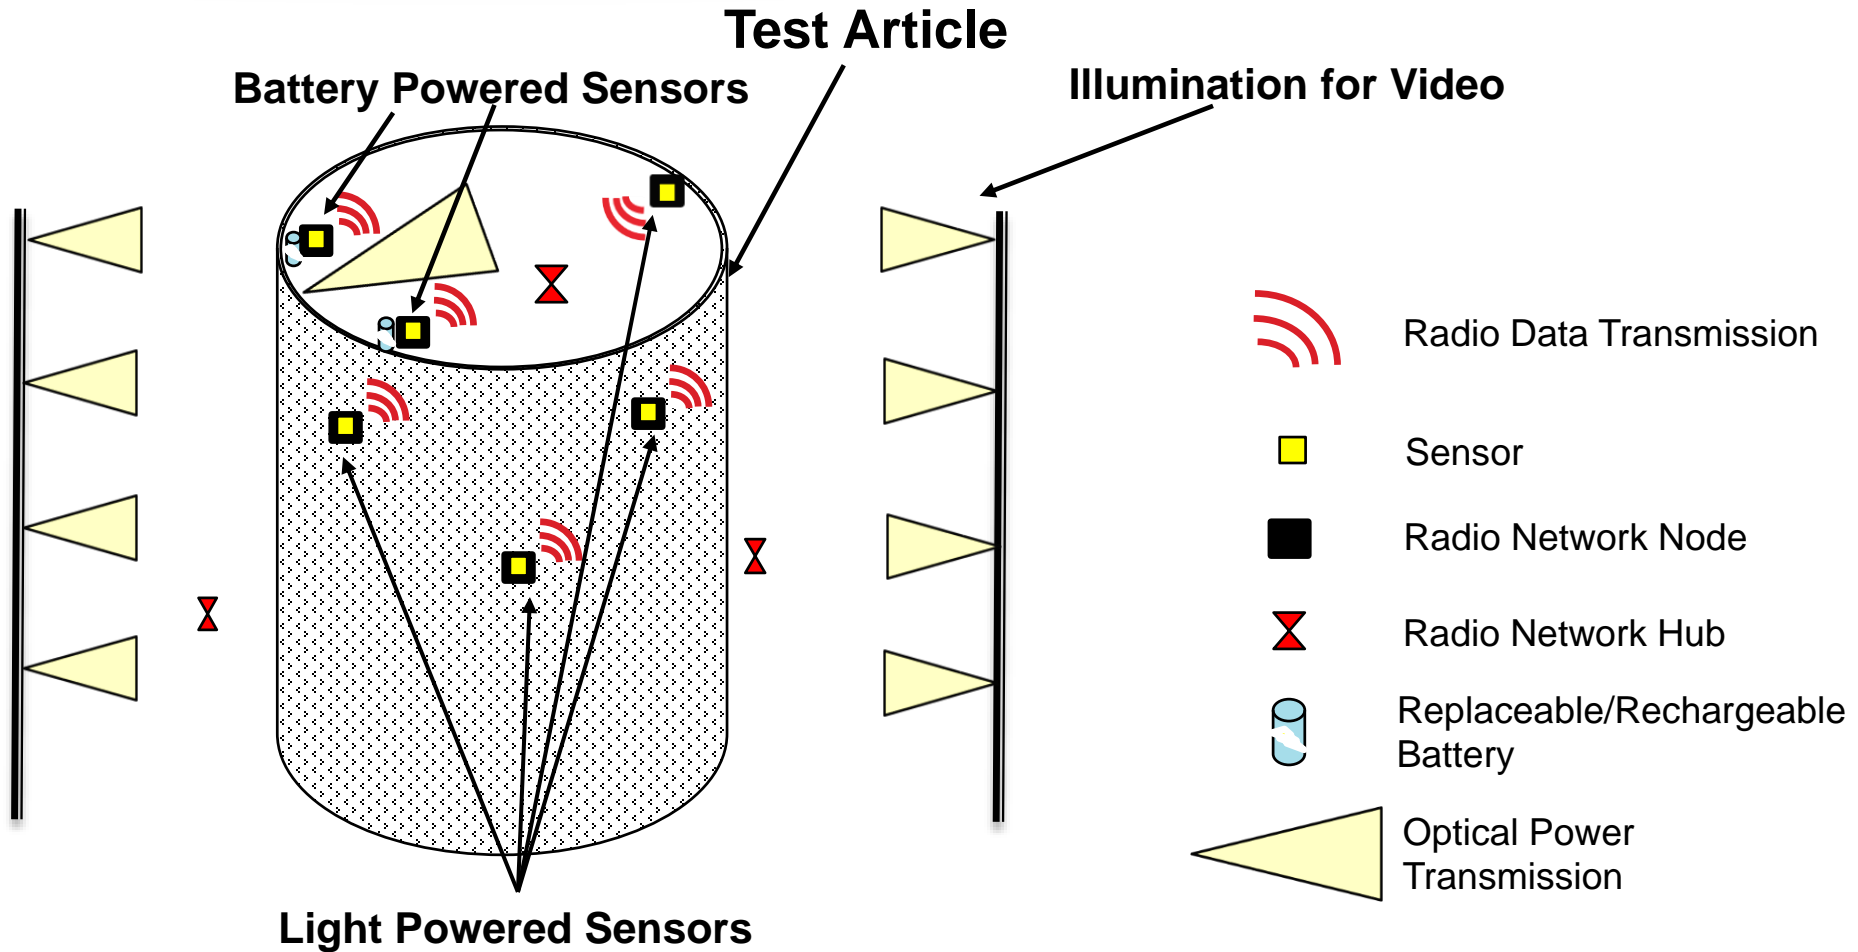 Test Article
Battery Powered Sensors
Illumination for Video
Radio Data Transmission
Sensor
Radio Network Node
Radio Network Hub
Replaceable/Rechargeable
Battery
Optical Power
Transmission
Light Powered Sensors